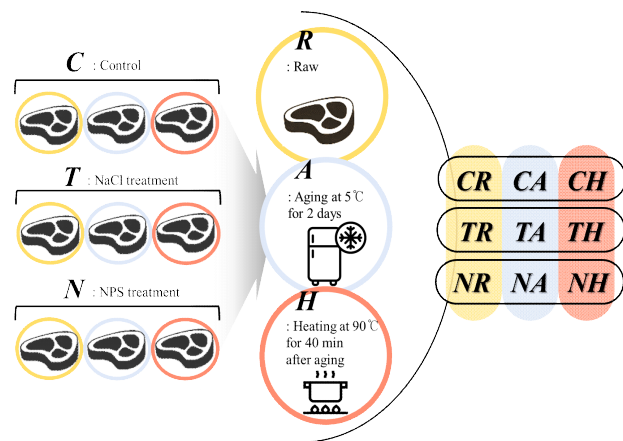 C : Control
T : NaCl treatment
N : NPS treatment
R
: Raw
A
: Aging at 5℃
for 2 days
H
: Heating at 90℃
for 40 min
after aging
CR CA CH
TR TA TH
NR NA NH